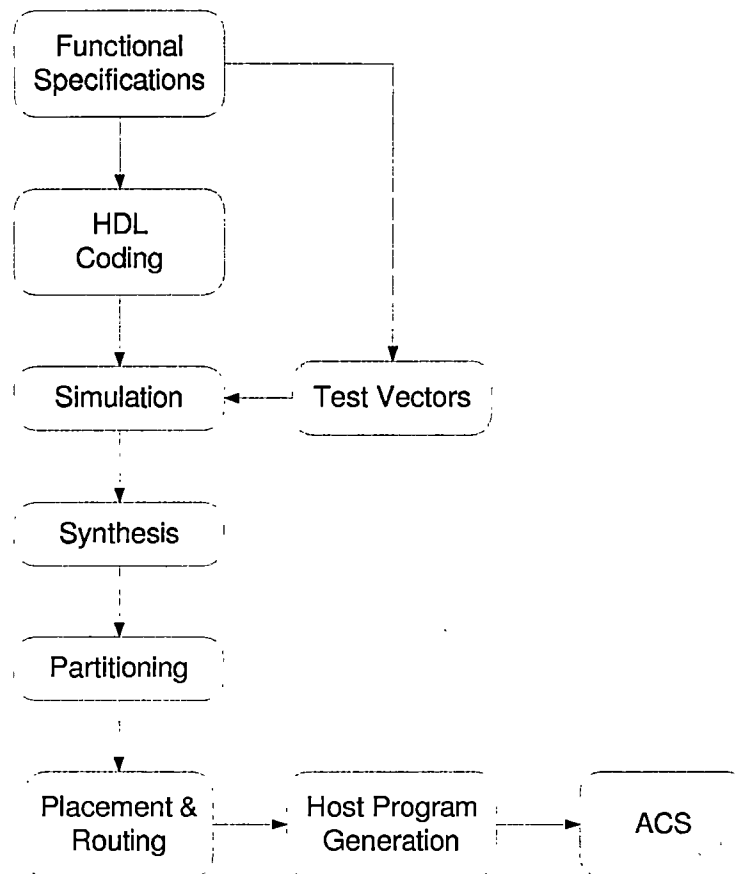 Functional
Specifications
HDL
Coding
Simulation
Test Vectors
Synthesis
Partitioning
Placement &
Routing
Host Program
Generation
ACS